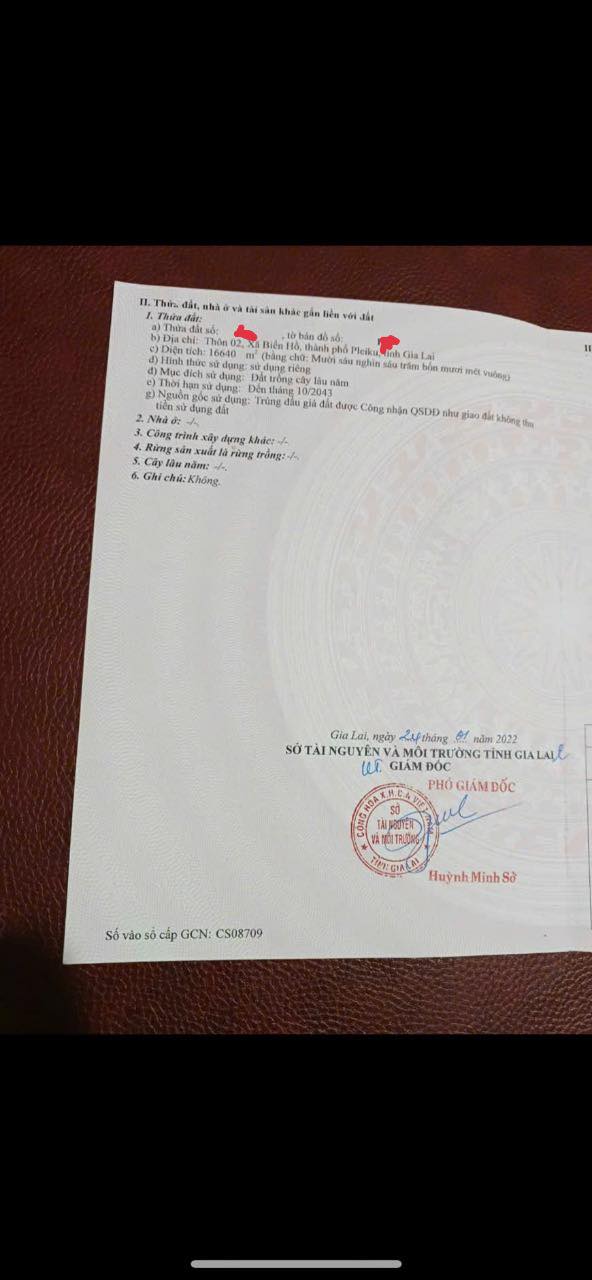 II. Thửa đất, nhà ở và tài sản khác gắn liền với đất
1. Thửa đất:
a) Thửa đất số: , tờ bản đồ số:
b) Địa chỉ: Thôn 02, Xã Biển Hồ, thành phố Pleiku, tỉnh Gia Lai
c) Diện tích: 16640 m² (bằng chữ: Mười sáu nghìn sáu trăm bốn mươi mét vuông)
d) Hình thức sử dụng: sử dụng riêng
đ) Mục đích sử dụng: Đất trồng cây lâu năm
e) Thời hạn sử dụng: Đến tháng 10/2043
g) Nguồn gốc sử dụng: Trúng đấu giá đất được Công nhận QSDĐ như giao đất không thu
tiền sử dụng đất
2. Nhà ở: -/-.
3. Công trình xây dựng khác: -/-
4. Rừng sản xuất là rừng trồng: -/-.
5. Cây lâu năm: -/-.
6. Ghi chú: Không.
II
Gia Lai, ngày 24 tháng 01 năm 2022
SỞ TÀI NGUYÊN VÀ MÔI TRƯỜNG TỈNH GIA LAI
KT. GIÁM ĐỐC
PHÓ GIÁM ĐỐC
CỘNG HÒA X.H.C.N VIỆT NAM
SỞ
TÀI NGUYÊN
VÀ MÔI TRƯỜNG
TỈNH GIA LAI
Huỳnh Minh Sở
Số vào sổ cấp GCN: CS08709